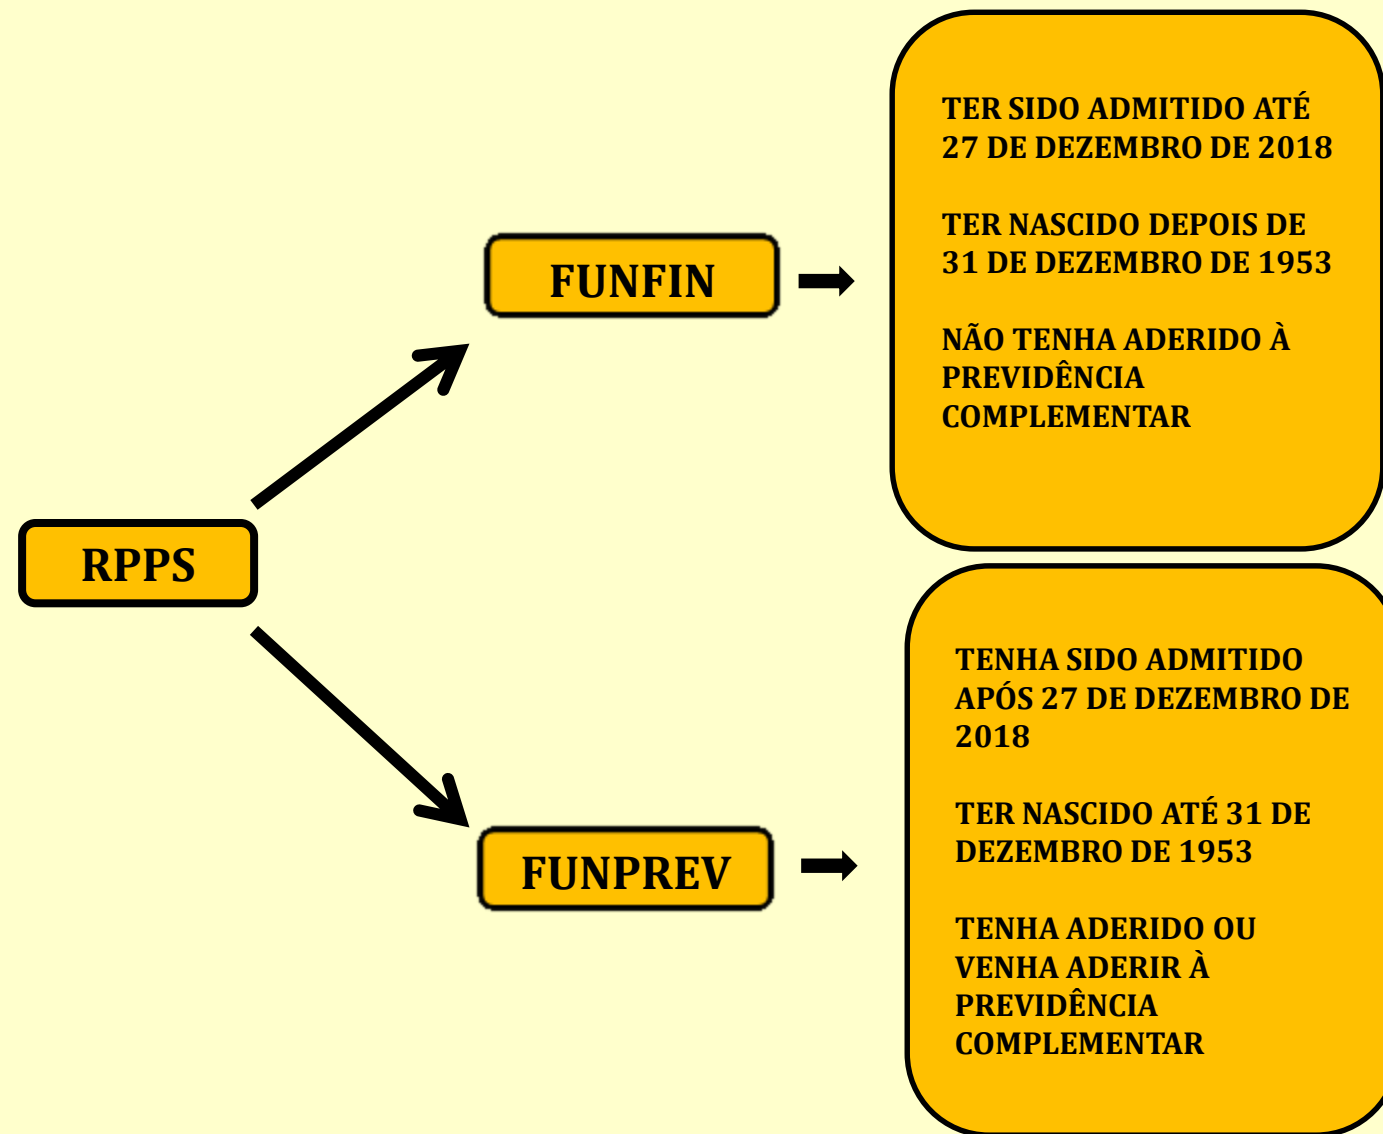 TER SIDO ADMITIDO ATÉ
27 DE DEZEMBRO DE 2018
TER NASCIDO DEPOIS DE
31 DE DEZEMBRO DE 1953
NÃO TENHA ADERIDO À
PREVIDÊNCIA
COMPLEMENTAR
FUNFIN
RPPS
TENHA SIDO ADMITIDO
APÓS 27 DE DEZEMBRO DE
2018
TER NASCIDO ATÉ 31 DE
DEZEMBRO DE 1953
TENHA ADERIDO OU
VENHA ADERIR À
PREVIDÊNCIA
COMPLEMENTAR
FUNPREV